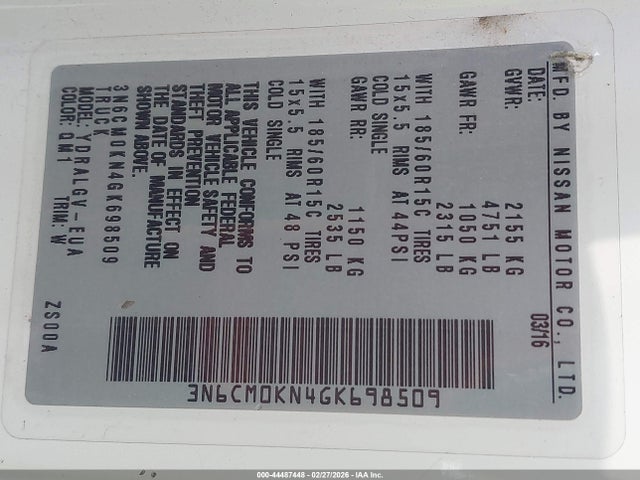 MFD. BY NISSAN MOTOR CO., LTD.
DATE: 03/16
GVWR: 2155 KG
4751 LB
GAWR FR: 1050 KG
2315 LB
WITH 185/60R15C TIRES
15x5.5 RIMS AT 44PSI
COLD SINGLE
GAWR RR: 1150 KG
2535 LB
WITH 185/60R15C TIRES
15x5.5 RIMS AT 48 PSI
COLD SINGLE
THIS VEHICLE CONFORMS TO
ALL APPLICABLE FEDERAL
MOTOR VEHICLE SAFETY AND
THEFT PREVENTION
STANDARDS IN EFFECT ON
THE DATE OF MANUFACTURE
SHOWN ABOVE.
3N6CM0KN4GK698509
TRUCK
MODEL: YDRALGV-EUA
COLOR: QM1 TRIM: W
ZS00A
3N6CM0KN4GK698509
000-44487448 - 02/27/2026 - IAA Inc.